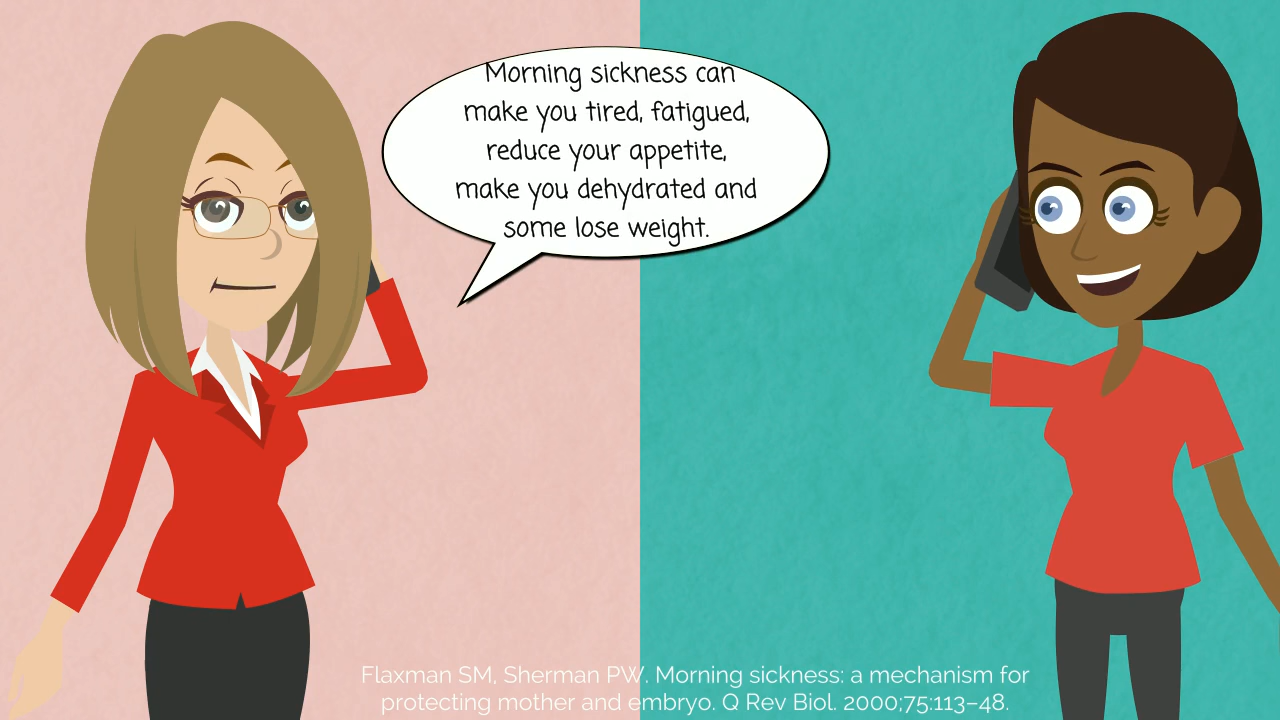 Morning sickness can
make you tired, fatigued,
reduce your appetite,
make you dehydrated and
some lose weight.
Flaxman SM, Sherman PW. Morning sickness: a mechanism for
protecting mother and embryo. Q Rev Biol. 2000;75:113–48.